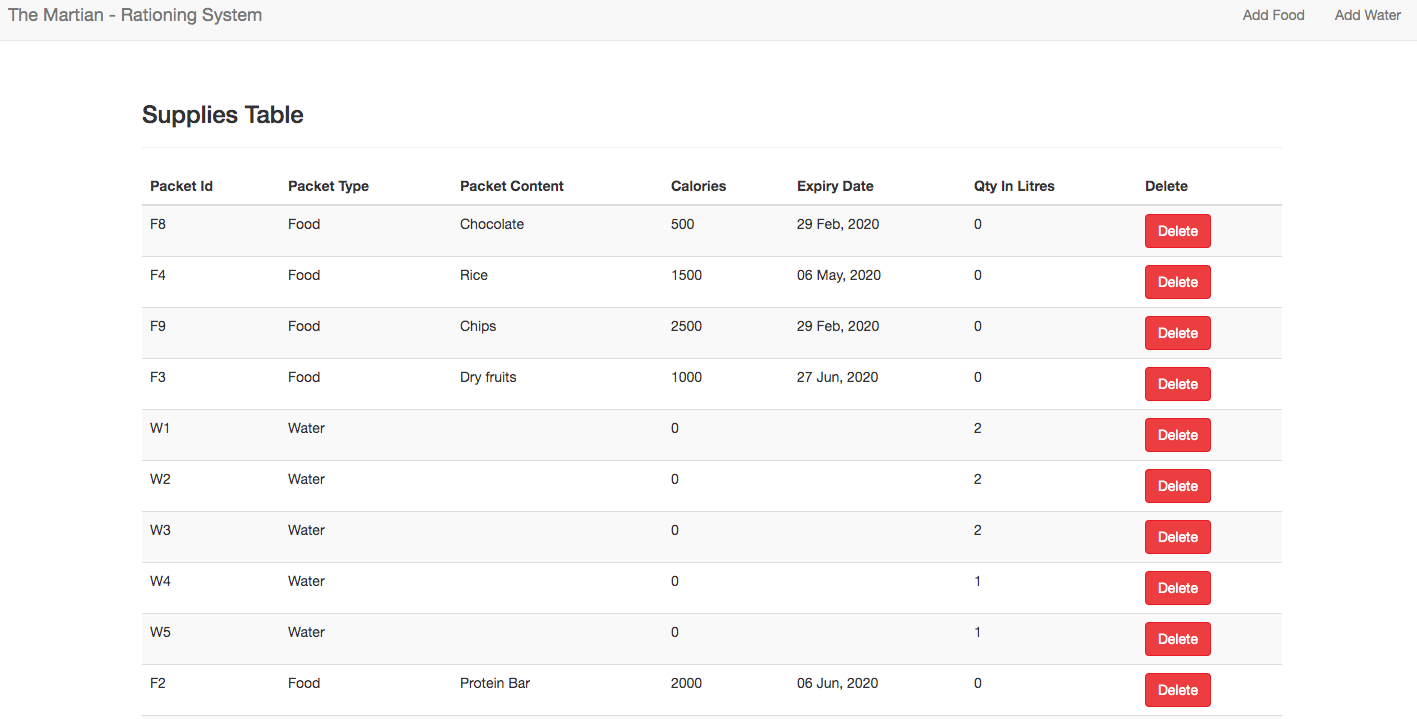 The Martian - Rationing System Add Food Add Water
Supplies Table
Packet Id Packet Type Packet Content Calories Expiry Date Qty In Litres Delete
F8 Food Chocolate 500 29 Feb, 2020 0 Delete
F4 Food Rice 1500 06 May, 2020 0 Delete
F9 Food Chips 2500 29 Feb, 2020 0 Delete
F3 Food Dry fruits 1000 27 Jun, 2020 0 Delete
W1 Water 0 2 Delete
W2 Water 0 2 Delete
W3 Water 0 2 Delete
W4 Water 0 1 Delete
W5 Water 0 1 Delete
F2 Food Protein Bar 2000 06 Jun, 2020 0 Delete